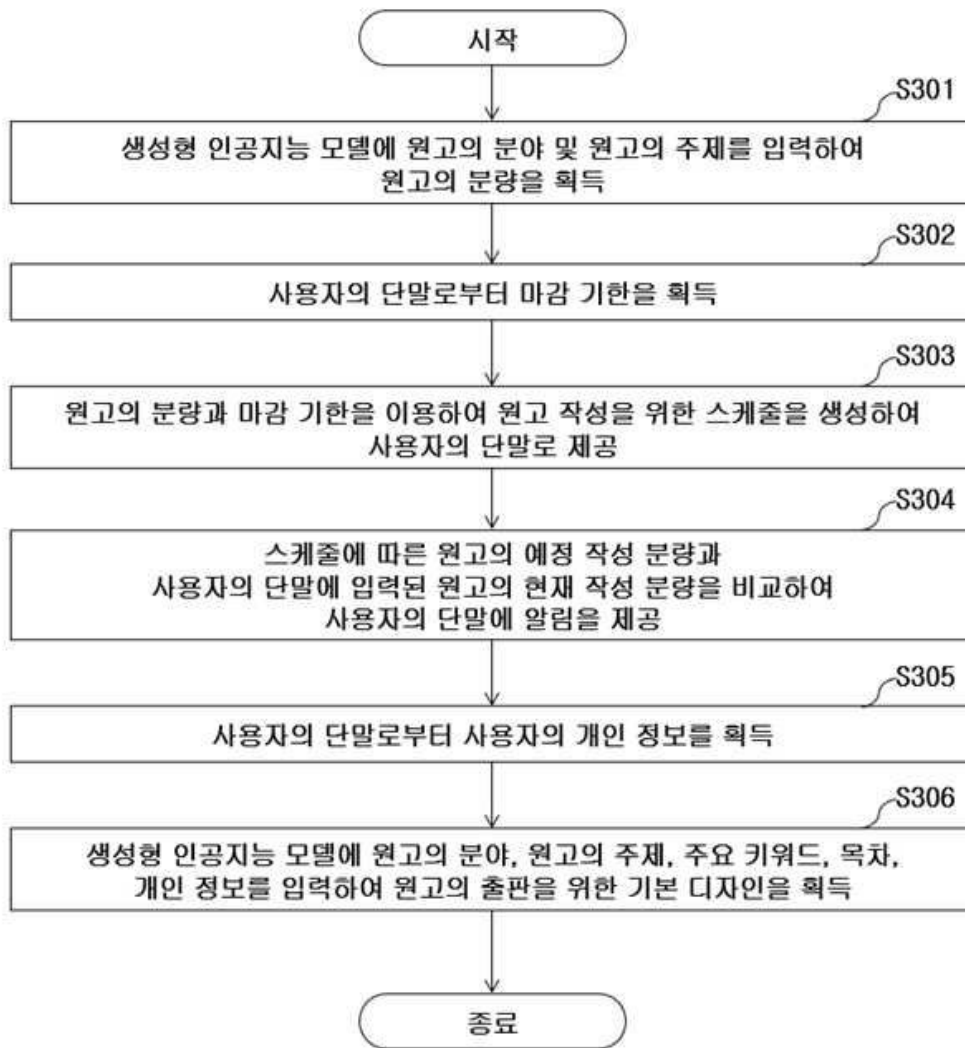 시작
S301
생성형 인공지능 모델에 원고의 분야 및 원고의 주제를 입력하여
원고의 분량을 획득
S302
사용자의 단말로부터 마감 기한을 획득
S303
원고의 분량과 마감 기한을 이용하여 원고 작성을 위한 스케줄을 생성하여
사용자의 단말로 제공
S304
스케줄에 따른 원고의 예정 작성 분량과
사용자의 단말에 입력된 원고의 현재 작성 분량을 비교하여
사용자의 단말에 알림을 제공
S305
사용자의 단말로부터 사용자의 개인 정보를 획득
S306
생성형 인공지능 모델에 원고의 분야, 원고의 주제, 주요 키워드, 목차,
개인 정보를 입력하여 원고의 출판을 위한 기본 디자인을 획득
종료